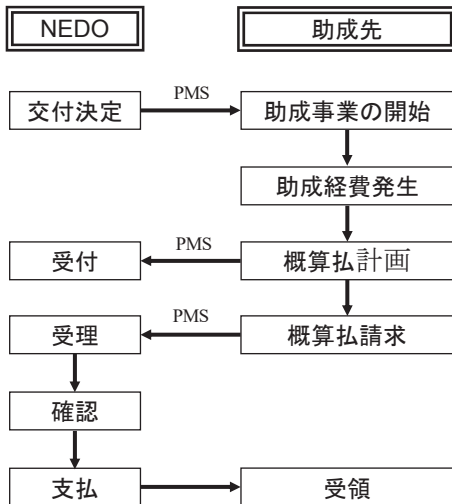 NEDO
助成先
交付決定
PMS
助成事業の開始
助成経費発生
受付
PMS
概算払計画
受理
PMS
概算払請求
確認
支払
受領